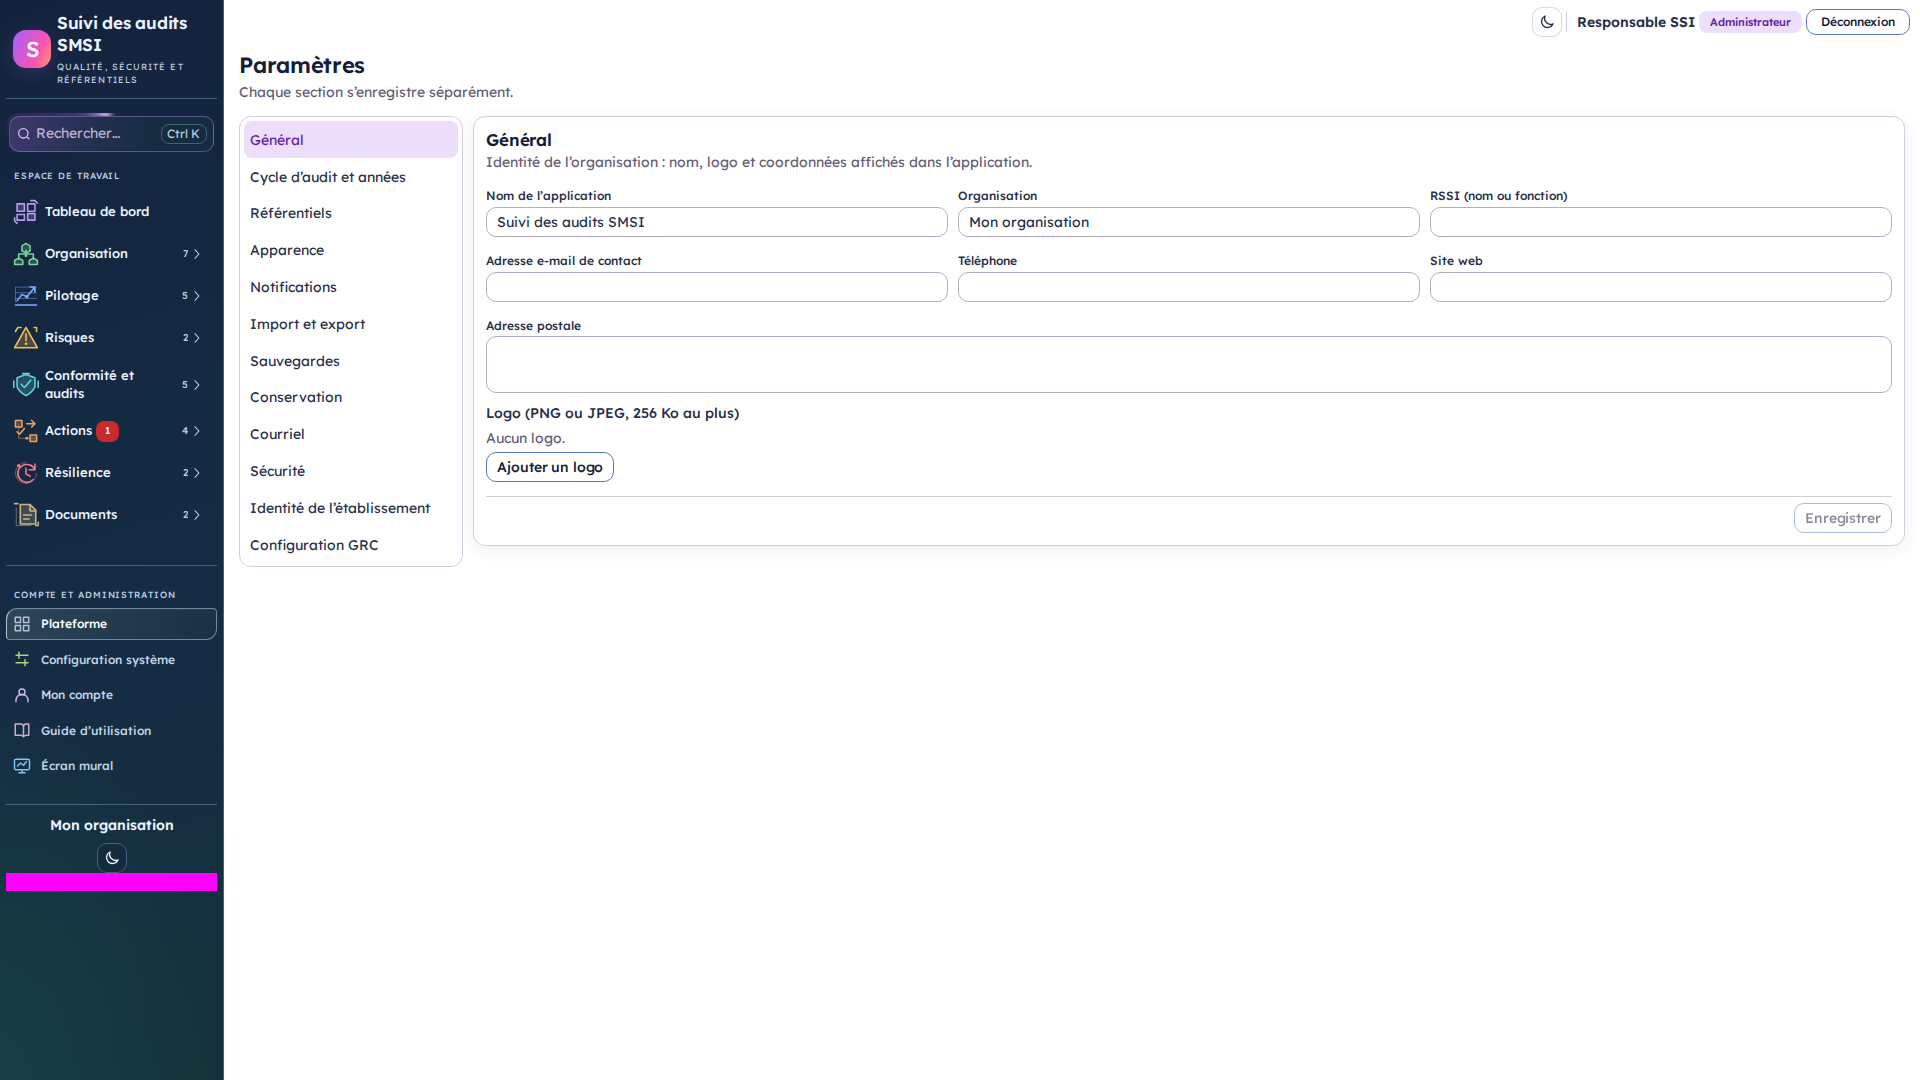 Suivi des audits
SMSI
QUALITÉ, SÉCURITÉ ET
RÉFÉRENTIELS
S
Rechercher…
Ctrl K
ESPACE DE TRAVAIL
Tableau de bord
Organisation
7
Pilotage
5
Risques
2
Conformité et
audits
5
Actions
1
4
Résilience
2
Documents
2
COMPTE ET ADMINISTRATION
Plateforme
Configuration système
Mon compte
Guide d’utilisation
Écran mural
Mon organisation
Responsable SSI
Administrateur
Déconnexion
Paramètres
Chaque section s’enregistre séparément.
Général
Cycle d’audit et années
Référentiels
Apparence
Notifications
Import et export
Sauvegardes
Conservation
Courriel
Sécurité
Identité de l’établissement
Configuration GRC
Général
Identité de l’organisation : nom, logo et coordonnées affichés dans l’application.
Nom de l’application
Organisation
RSSI (nom ou fonction)
Suivi des audits SMSI
Mon organisation
Adresse e-mail de contact
Téléphone
Site web
Adresse postale
Logo (PNG ou JPEG, 256 Ko au plus)
Aucun logo.
Ajouter un logo
Enregistrer